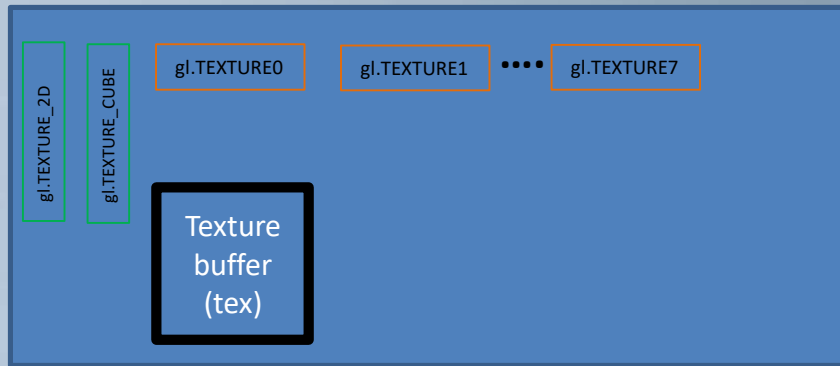 gl.TEXTURE_2D
gl.TEXTURE_CUBE
gl.TEXTURE0
gl.TEXTURE1
....
gl.TEXTURE7
Texture
buffer
(tex)